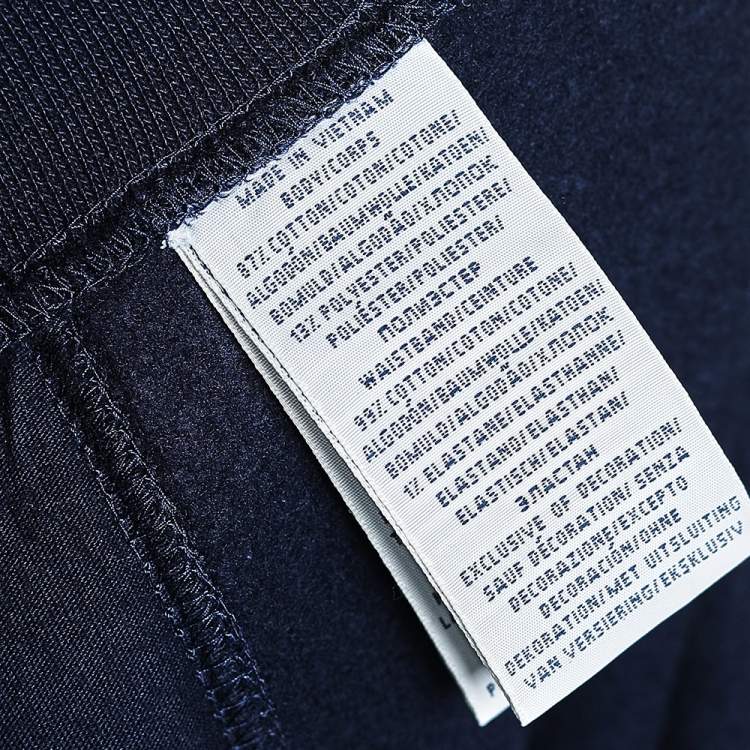 MADE IN VIETNAM
BODY/CORPS
87% COTTON/COTON/COTONE/
ALGODÓN/BAUMWOLLE/KATOEN/
BOMULD/ALGODÃO/ХЛОПОК
13% POLYESTER/POLIESTERE/
POLIÉSTER/POLIESTER/
ПОЛИЭСТЕР
WAISTBAND/CEINTURE
99% COTTON/COTON/COTONE/
ALGODÓN/BAUMWOLLE/KATOEN/
BOMULD/ALGODÃO/ХЛОПОК
1% ELASTANE/ELASTHANNE/
ELASTANO/ELASTHAN/
ELASTISCH/ELASTAN/
ЭЛАСТАН
EXCLUSIVE OF DECORATION/
SAUF DÉCORATION/ SENZA
DECORAZIONE/EXCEPTO
DECORACIÓN/OHNE
DEKORATION/MET UITSLUITING
VAN VERSIERING/EKSKLUSIV